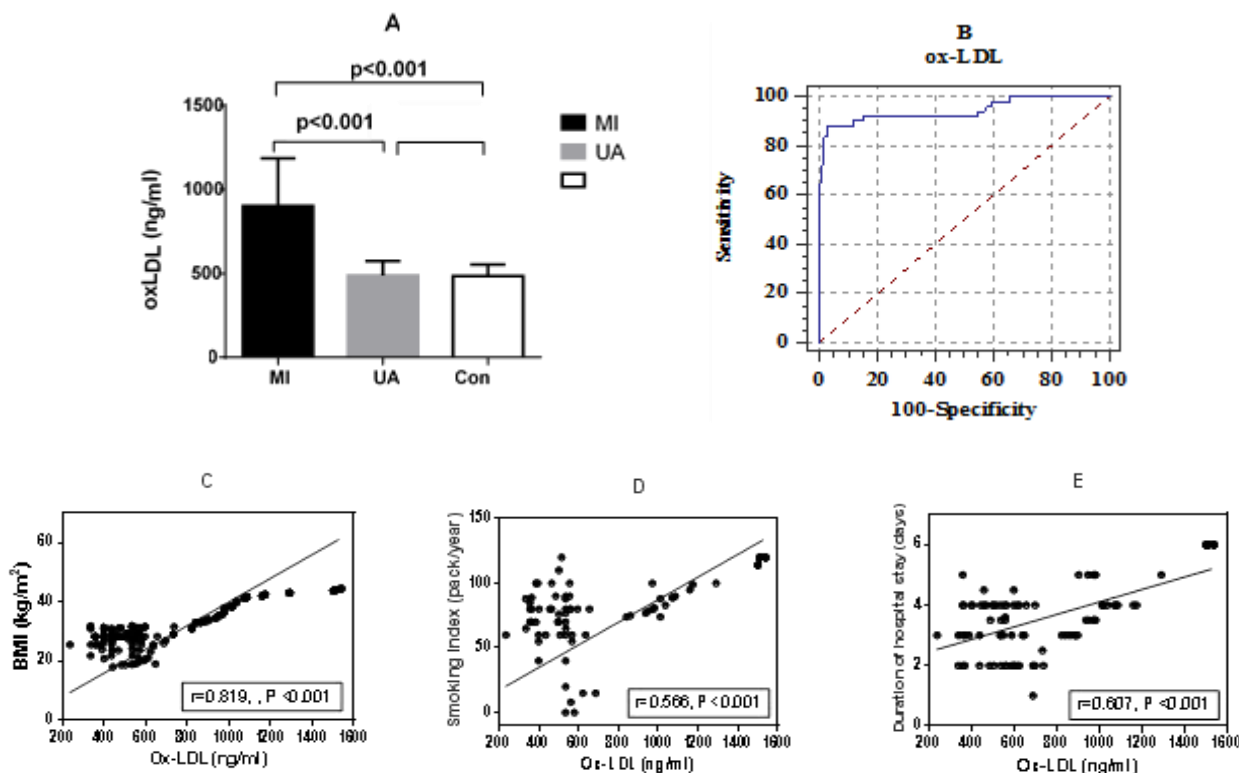 A
p<0.001
p<0.001
MI
UA
oxLDL (ng/ml)
1500
1000
500
0
MI UA Con
B
ox-LDL
Sensitivity
100
80
60
40
20
0
0 20 40 60 80 100
100-Specificity
C
BMI (kg/m²)
60
40
20
0
r=0.819, , P <0.001
200 400 600 800 1000 1200 1400 1600
Ox-LDL (ng/ml)
D
Smoking Index (pack/year)
150
100
50
0
r=0.566, P <0.001
200 400 600 800 1000 1200 1400 1600
Ox-LDL (ng/ml)
E
Duration of hospital stay (days)
6
4
2
0
r=0.607, P <0.001
200 400 600 800 1000 1200 1400 1600
Ox-LDL (ng/ml)